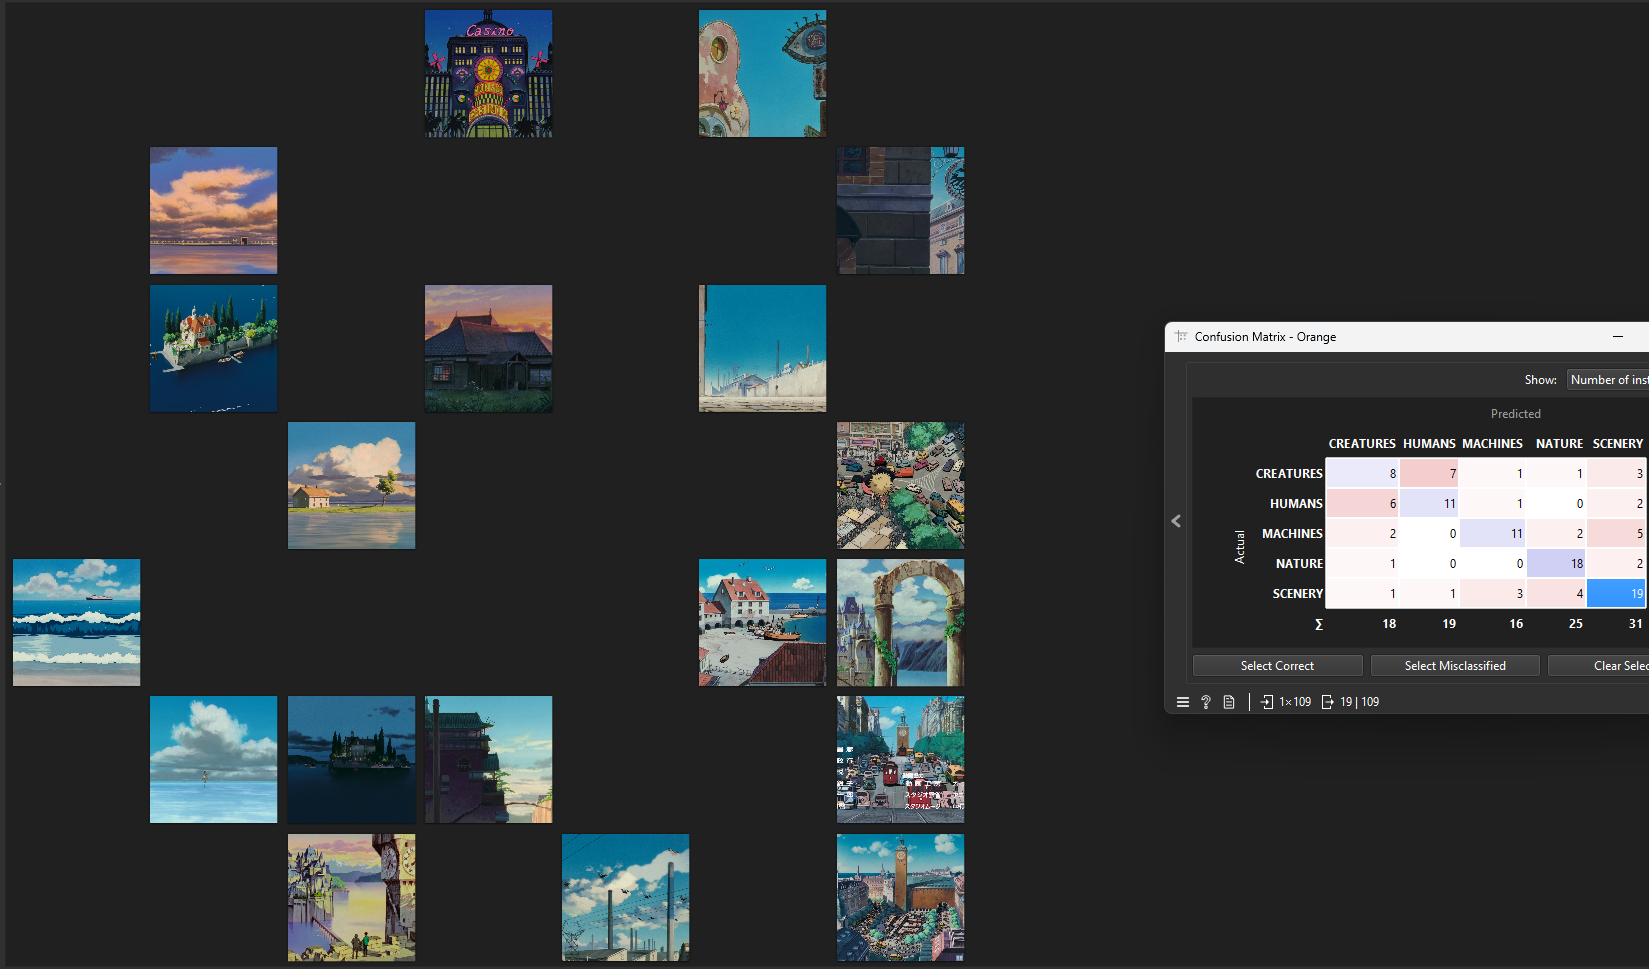 Casino
Confusion Matrix - Orange
Show: Number of inst
Predicted
CREATURES HUMANS MACHINES NATURE SCENERY
CREATURES 8 7 1 1 3
HUMANS 6 11 1 0 2
Actual
MACHINES 2 0 11 2 5
NATURE 1 0 0 18 2
SCENERY 1 1 3 4 19
Σ 18 19 16 25 31
Select Correct Select Misclassified Clear Selec
1×109 19 | 109